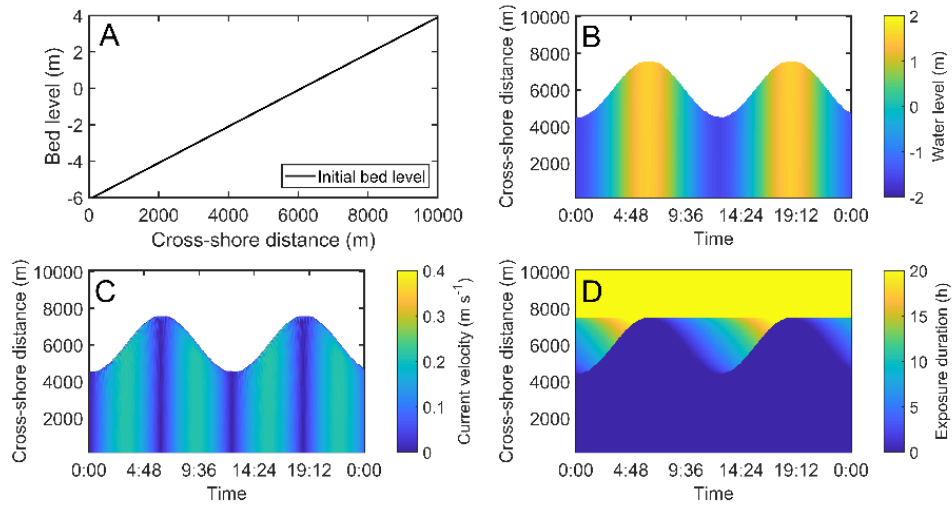 A
Bed level (m)
4
2
0
-2
-4
-6
Initial bed level
0 2000 4000 6000 8000 10000
Cross-shore distance (m)
B
Cross-shore distance (m)
10000
8000
6000
4000
2000
0:00 4:48 9:36 14:24 19:12 0:00
Time
2
1
0
-1
-2
Water level (m)
C
Cross-shore distance (m)
10000
8000
6000
4000
2000
0:00 4:48 9:36 14:24 19:12 0:00
Time
0.4
0.3
0.2
0.1
0
Current velocity (m s⁻¹)
D
Cross-shore distance (m)
10000
8000
6000
4000
2000
0:00 4:48 9:36 14:24 19:12 0:00
Time
20
15
10
5
0
Exposure duration (h)